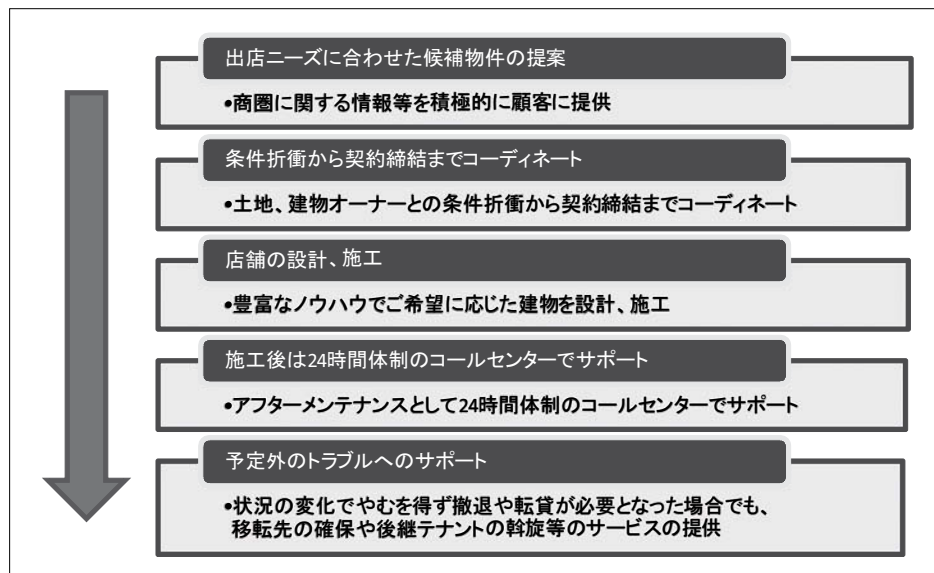 出店ニーズに合わせた候補物件の提案
•商圏に関する情報等を積極的に顧客に提供
条件折衝から契約締結までコーディネート
•土地、建物オーナーとの条件折衝から契約締結までコーディネート
店舗の設計、施工
•豊富なノウハウでご希望に応じた建物を設計、施工
施工後は24時間体制のコールセンターでサポート
•アフターメンテナンスとして24時間体制のコールセンターでサポート
予定外のトラブルへのサポート
•状況の変化でやむを得ず撤退や転貸が必要となった場合でも、
移転先の確保や後継テナントの斡旋等のサービスの提供